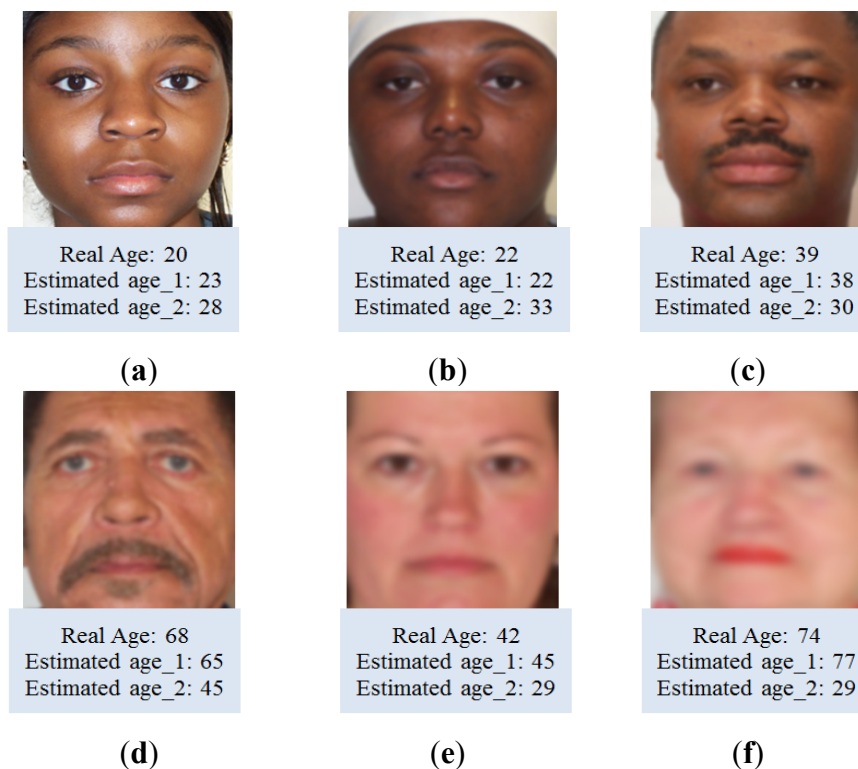 Real Age: 20
Estimated age_1: 23
Estimated age_2: 28
(a)
Real Age: 22
Estimated age_1: 22
Estimated age_2: 33
(b)
Real Age: 39
Estimated age_1: 38
Estimated age_2: 30
(c)
Real Age: 68
Estimated age_1: 65
Estimated age_2: 45
(d)
Real Age: 42
Estimated age_1: 45
Estimated age_2: 29
(e)
Real Age: 74
Estimated age_1: 77
Estimated age_2: 29
(f)